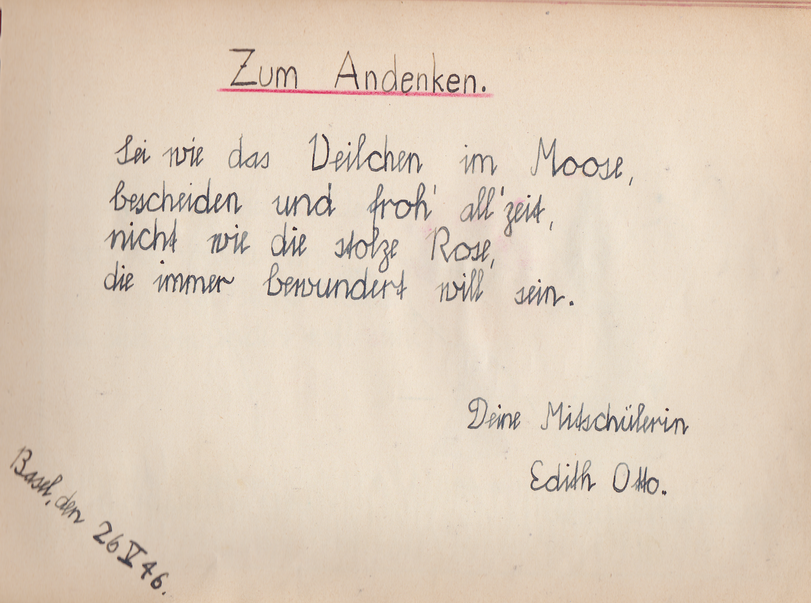 Zum Andenken.
Sei wie das Veilchen im Moose,
bescheiden und froh' all'zeit,
nicht wie die stolze Rose,
die immer bewundert will sein.
Deine Mitschülerin
Edith Otto.
Basel, den 26 V 46.